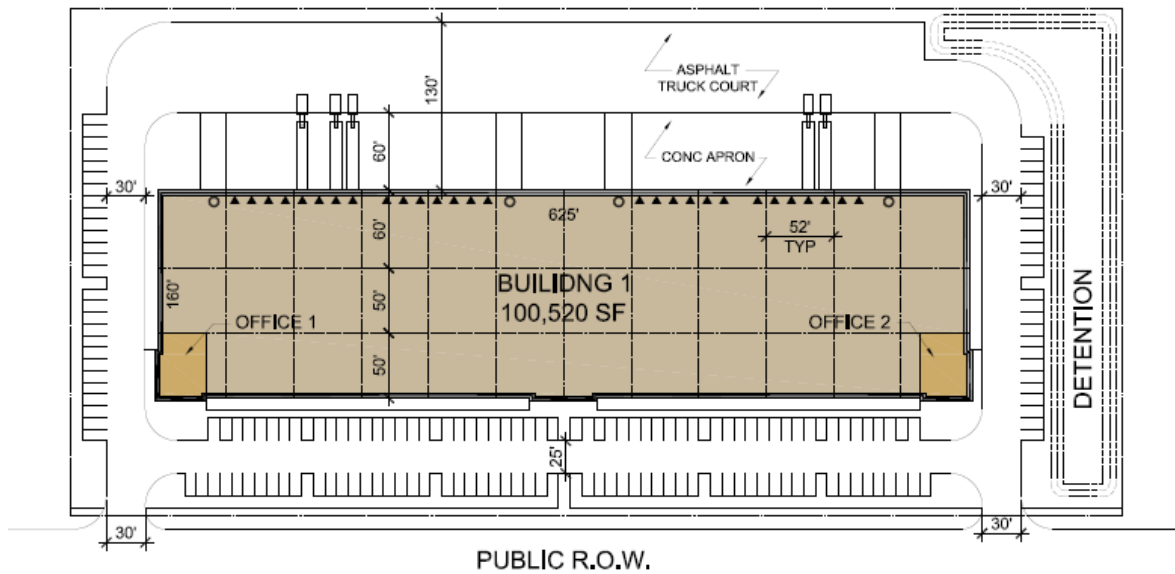 ASPHALT
TRUCK COURT
130'
60'
CONC APRON
30'
30'
625'
60'
52'
TYP
160'
BUILIDNG 1
100,520 SF
50'
OFFICE 1
OFFICE 2
50'
DETENTION
25'
30'
30'
PUBLIC R.O.W.